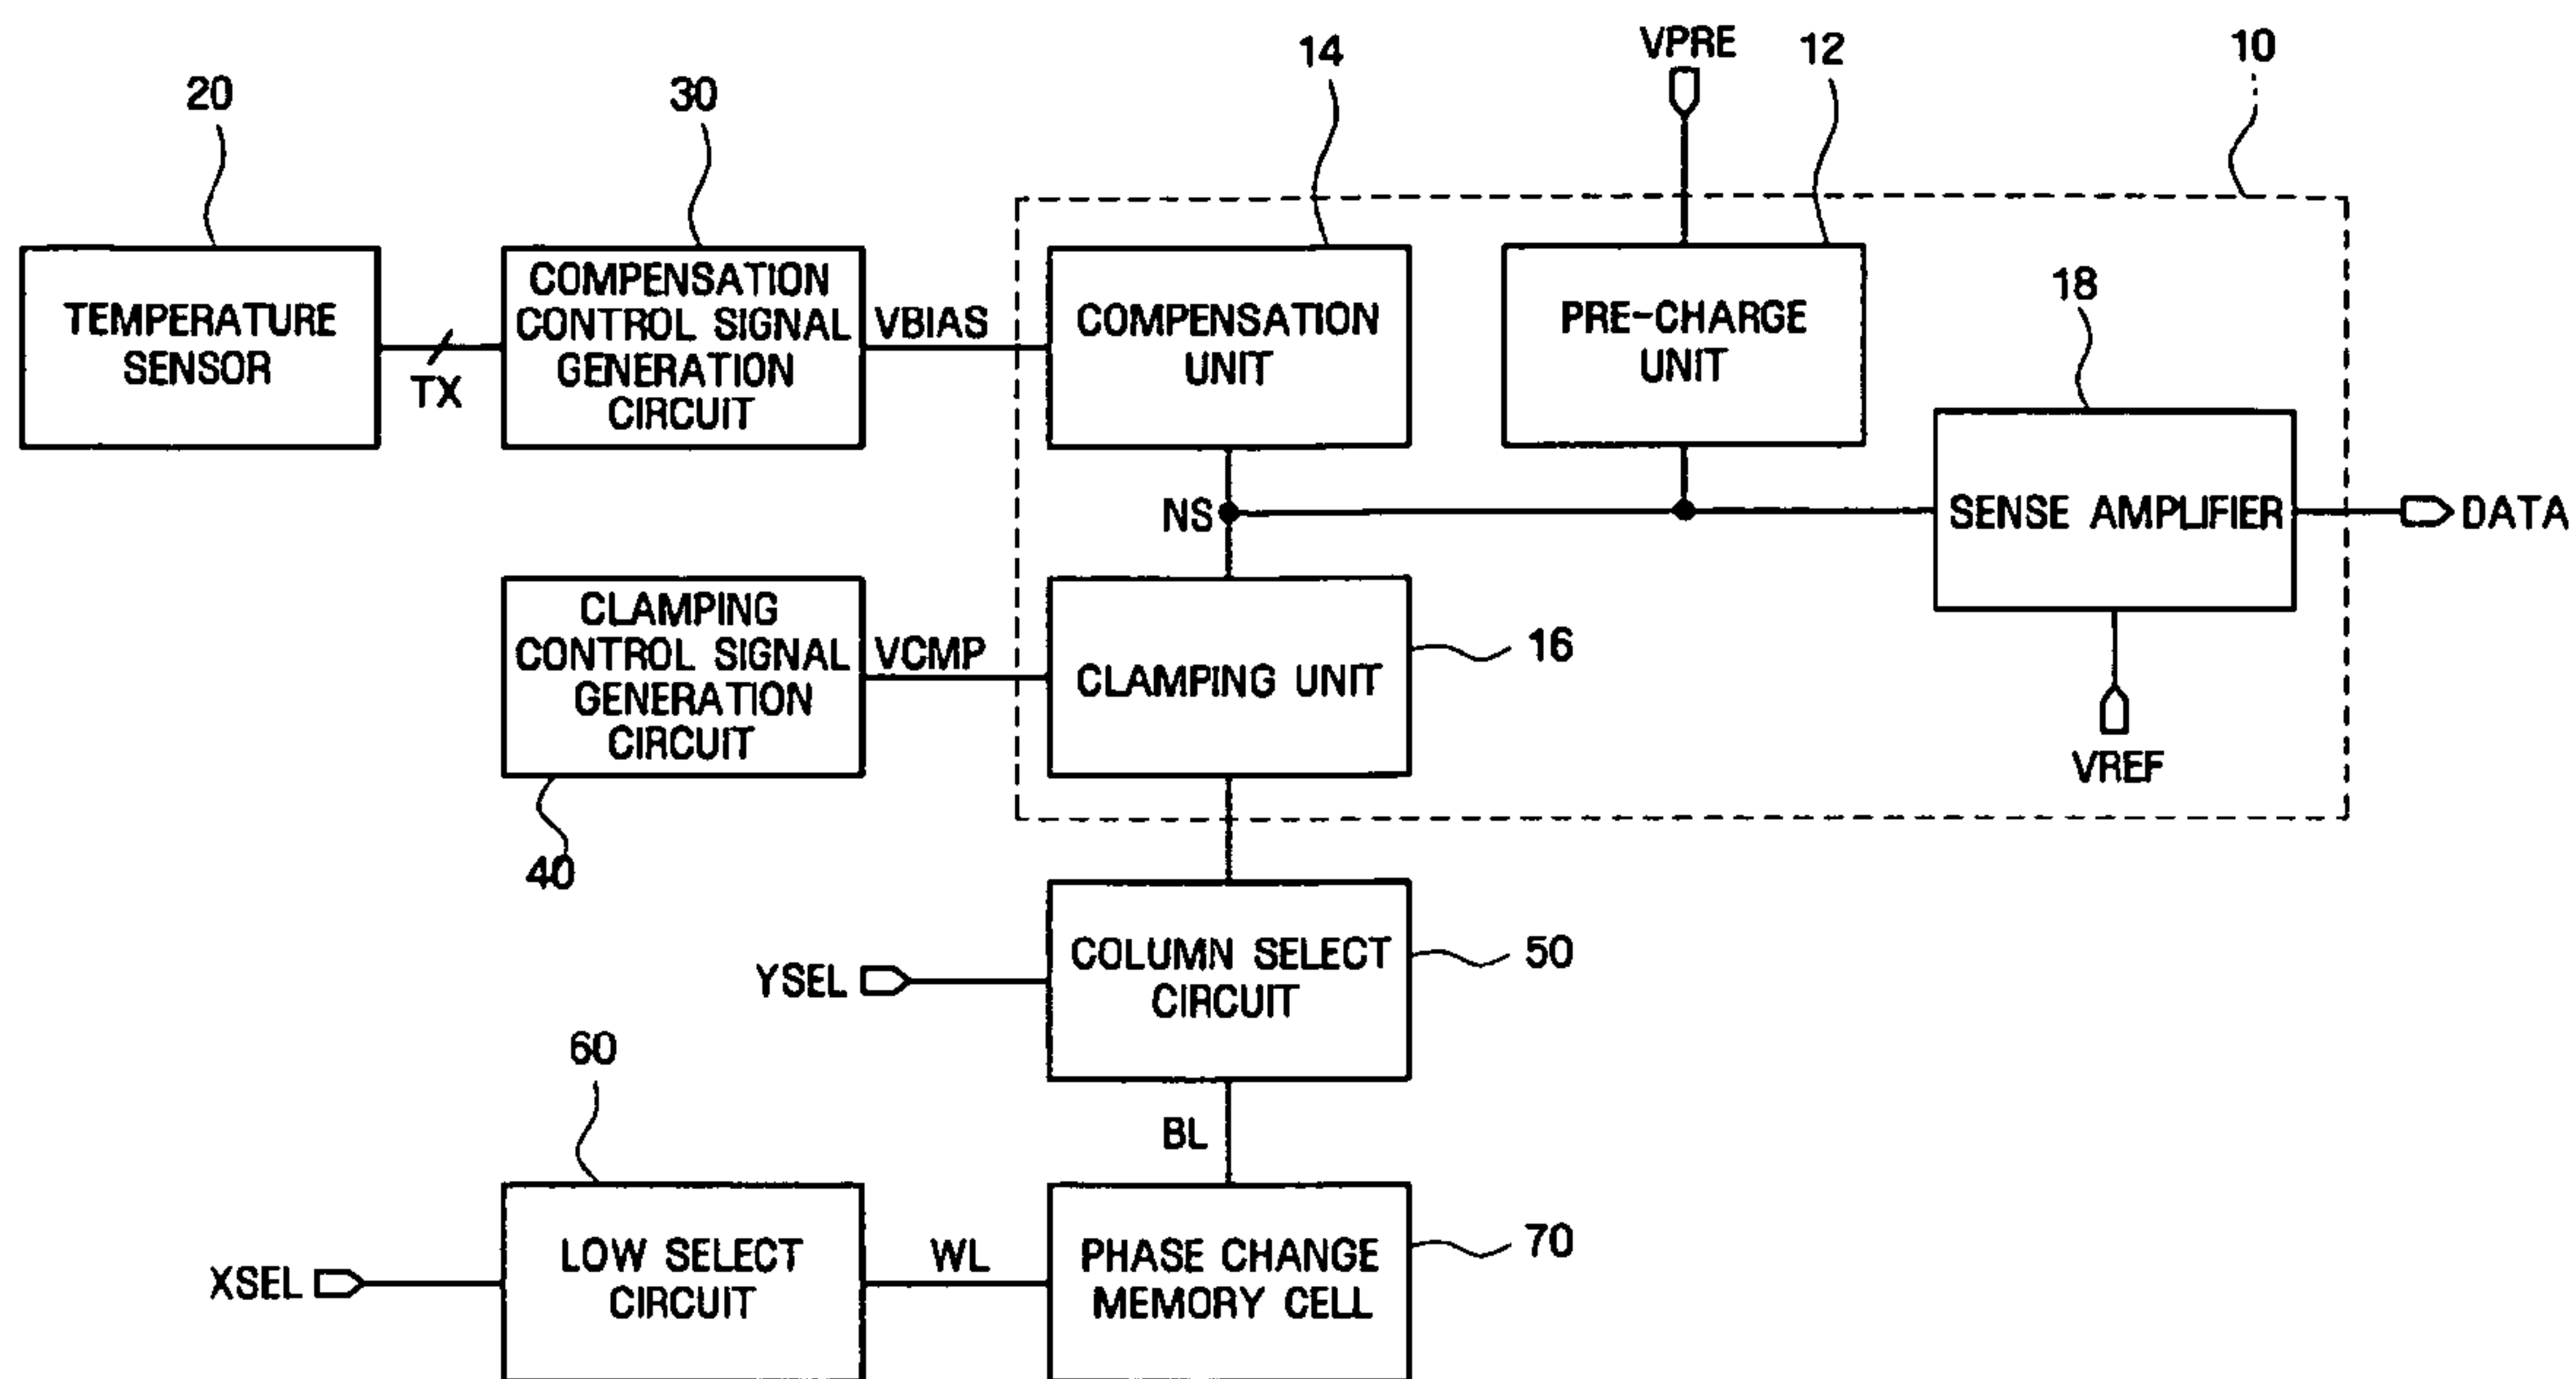 14
VPRE
12
10
20
30
TEMPERATURE
SENSOR
TX
COMPENSATION
CONTROL SIGNAL
GENERATION
CIRCUIT
VBIAS
COMPENSATION
UNIT
PRE-CHARGE
UNIT
18
NS
SENSE AMPLIFIER
DATA
CLAMPING
CONTROL SIGNAL
GENERATION
CIRCUIT
VCMP
CLAMPING UNIT
16
VREF
40
YSEL
COLUMN SELECT
CIRCUIT
50
60
BL
XSEL
LOW SELECT
CIRCUIT
WL
PHASE CHANGE
MEMORY CELL
70